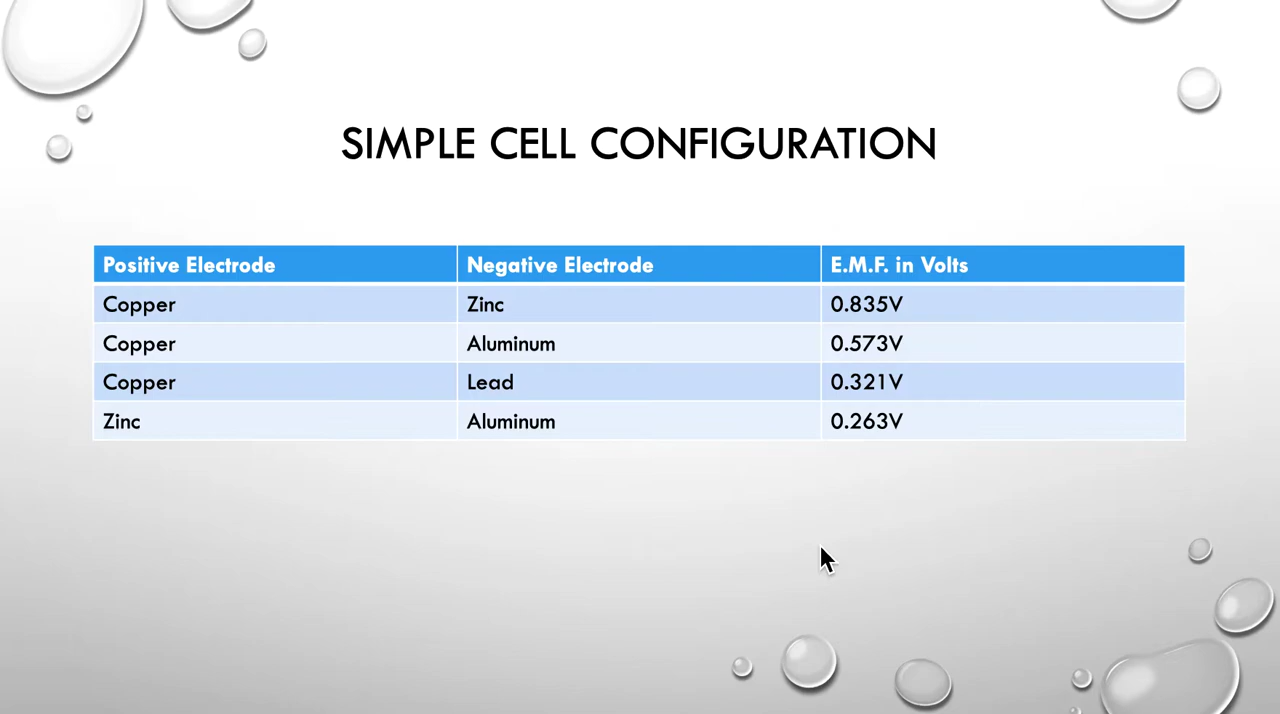 SIMPLE CELL CONFIGURATION
Positive Electrode Negative Electrode E.M.F. in Volts
Copper Zinc 0.835V
Copper Aluminum 0.573V
Copper Lead 0.321V
Zinc Aluminum 0.263V